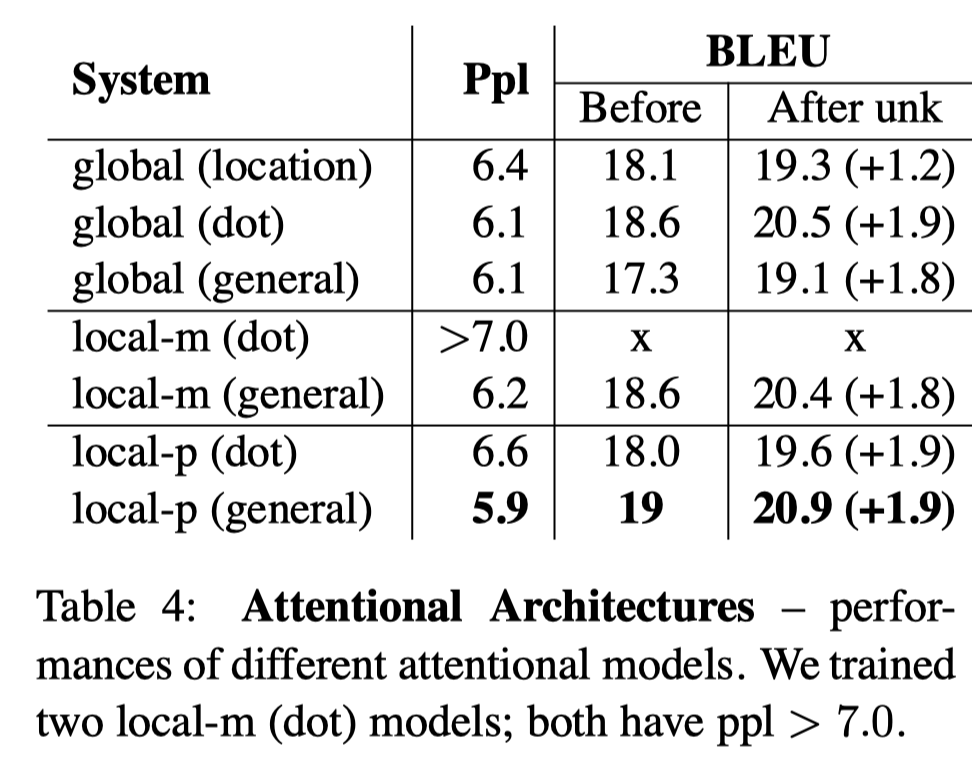 System Ppl BLEU
Before After unk
global (location) 6.4 18.1 19.3 (+1.2)
global (dot) 6.1 18.6 20.5 (+1.9)
global (general) 6.1 17.3 19.1 (+1.8)
local-m (dot) >7.0 x x
local-m (general) 6.2 18.6 20.4 (+1.8)
local-p (dot) 6.6 18.0 19.6 (+1.9)
local-p (general) 5.9 19 20.9 (+1.9)
Table 4: Attentional Architectures – perfor-
mances of different attentional models. We trained
two local-m (dot) models; both have ppl > 7.0.